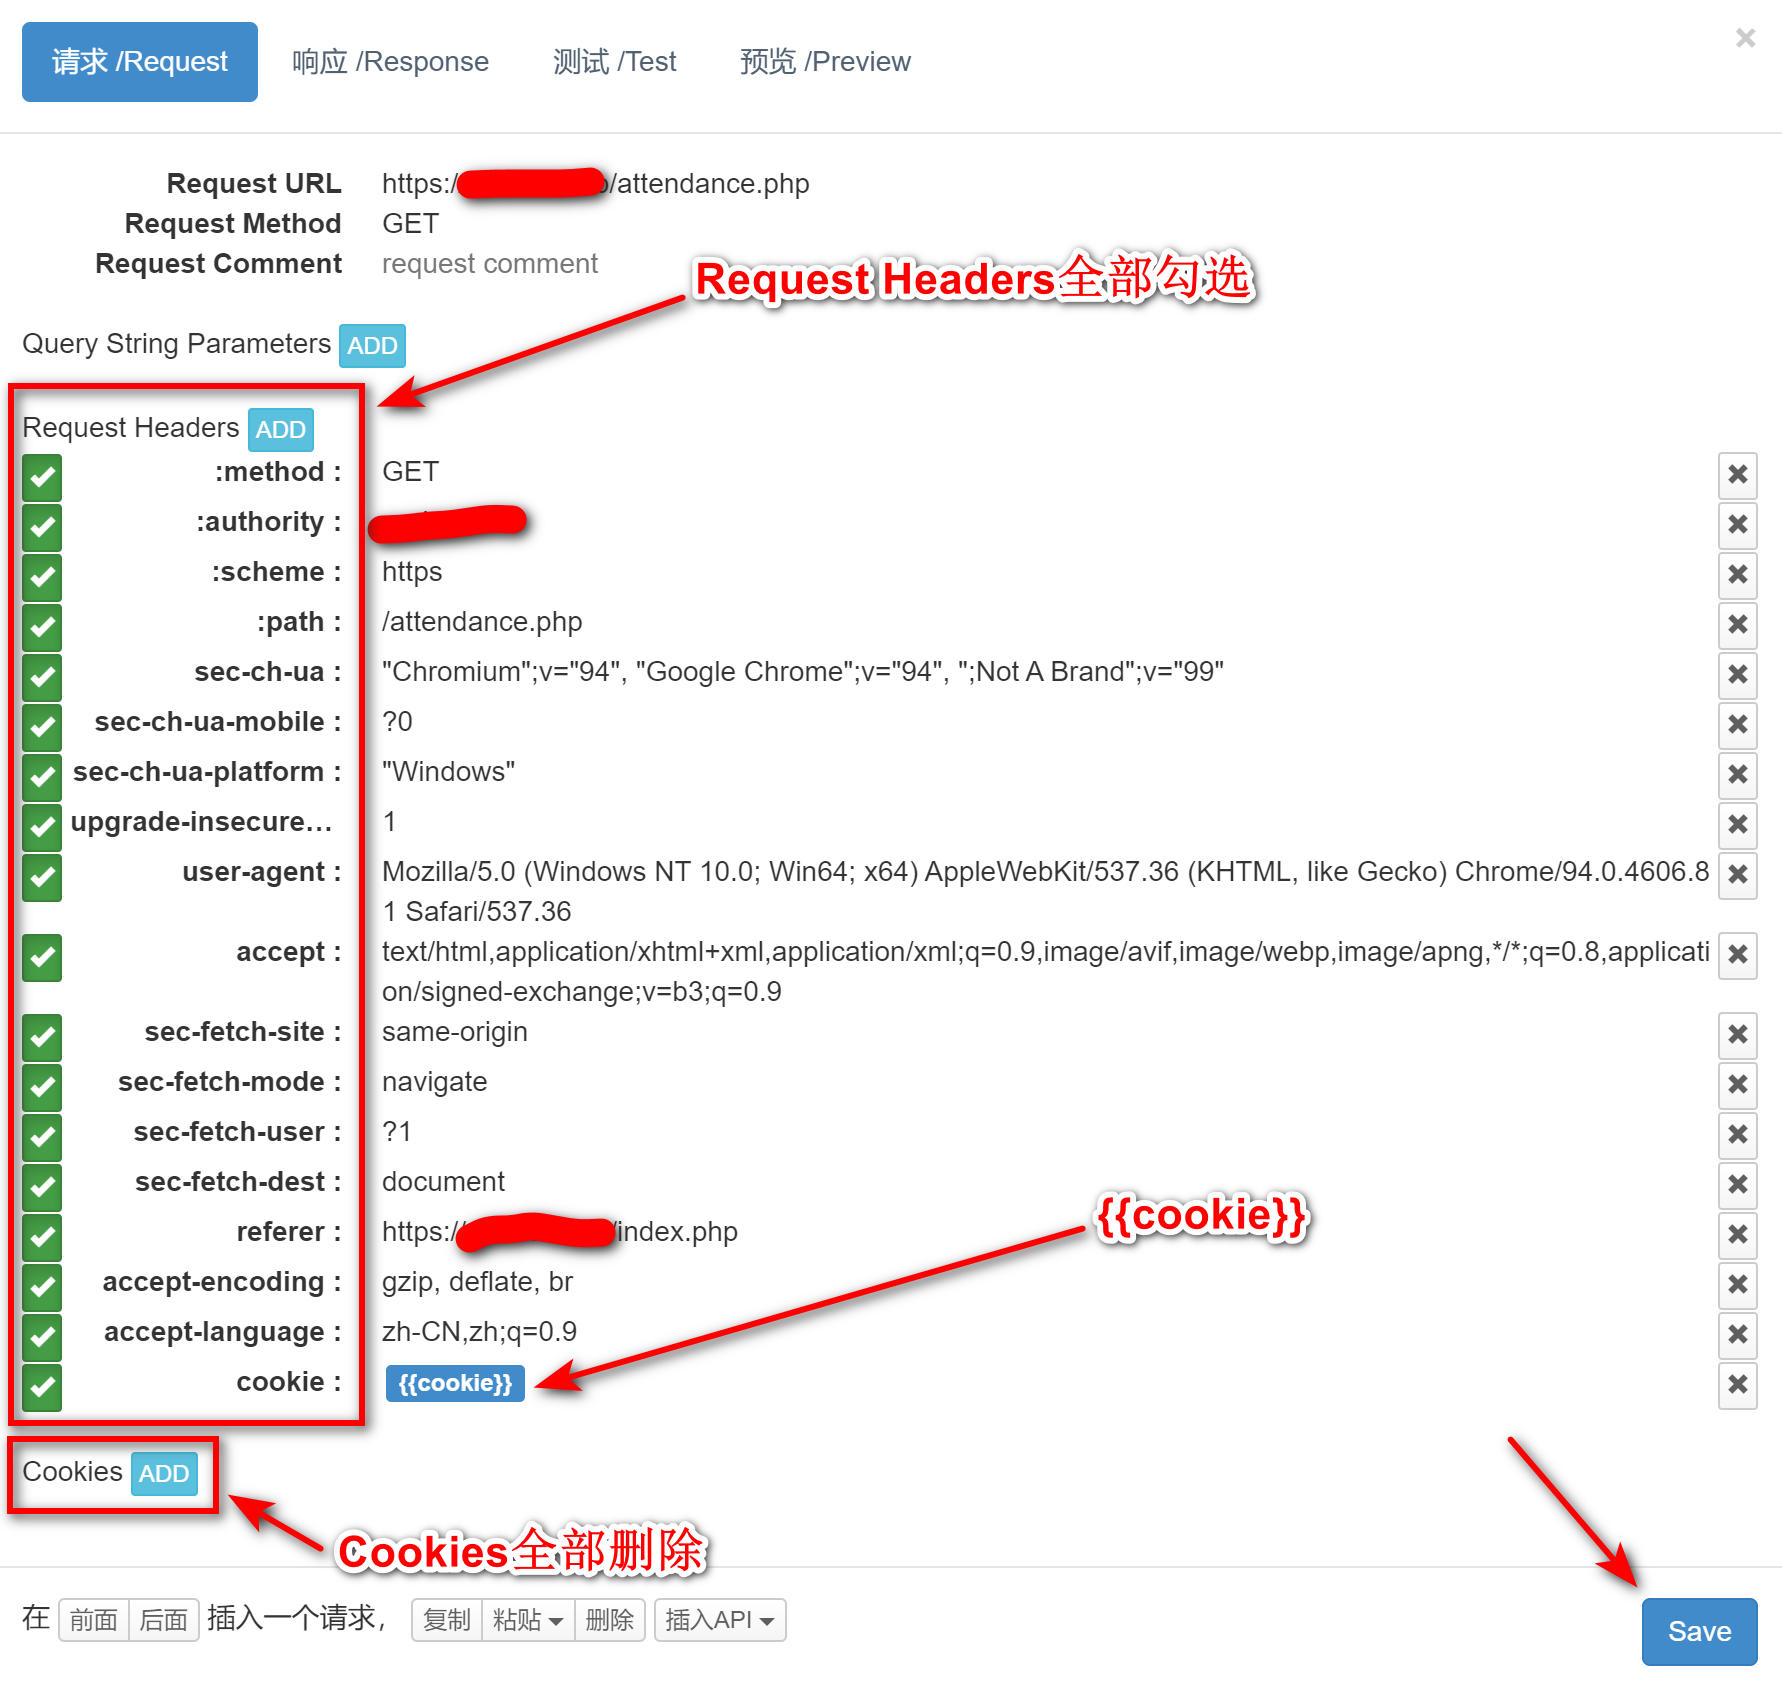 请求 /Request 响应 /Response 测试 /Test 预览 /Preview ×
Request URL https:/ /attendance.php
Request Method GET
Request Comment request comment
Request Headers全部勾选
Query String Parameters ADD
Request Headers ADD
:method : GET
:authority :
:scheme : https
:path : /attendance.php
sec-ch-ua : "Chromium";v="94", "Google Chrome";v="94", ";Not A Brand";v="99"
sec-ch-ua-mobile : ?0
sec-ch-ua-platform : "Windows"
upgrade-insecure... 1
user-agent : Mozilla/5.0 (Windows NT 10.0; Win64; x64) AppleWebKit/537.36 (KHTML, like Gecko) Chrome/94.0.4606.8
1 Safari/537.36
accept : text/html,application/xhtml+xml,application/xml;q=0.9,image/avif,image/webp,image/apng,*/*;q=0.8,applicati
on/signed-exchange;v=b3;q=0.9
sec-fetch-site : same-origin
sec-fetch-mode : navigate
sec-fetch-user : ?1
sec-fetch-dest : document
{{cookie}}
referer : https:/ /index.php
accept-encoding : gzip, deflate, br
accept-language : zh-CN,zh;q=0.9
cookie : {{cookie}}
Cookies ADD
Cookies全部删除
在 前面 后面 插入一个请求， 复制 粘贴 删除 插入API
Save